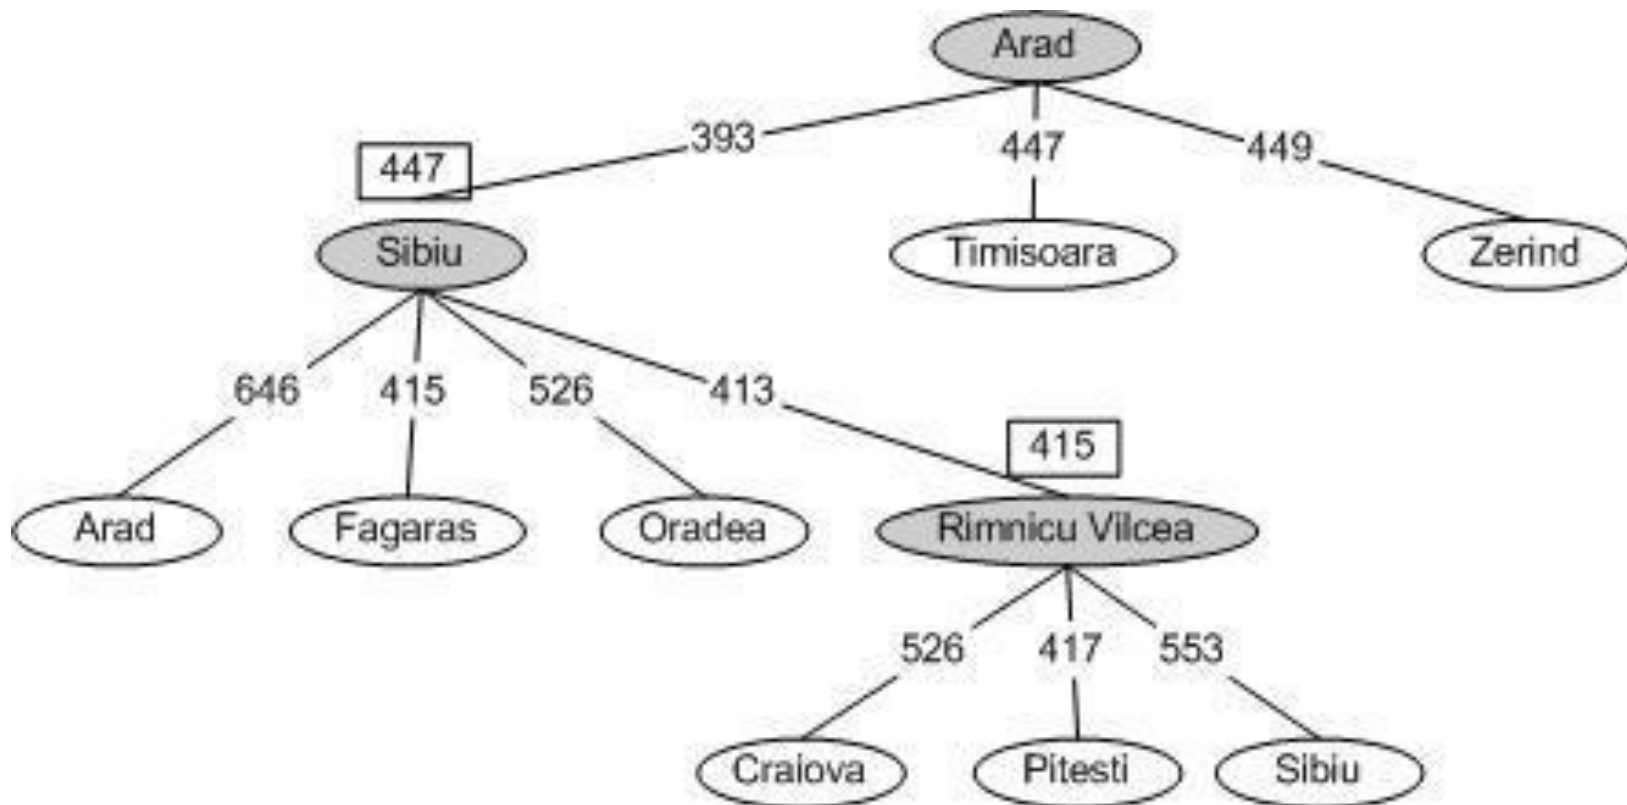 Arad
393
447
449
447
Sibiu
Timisoara
Zerind
646
415
526
413
415
Arad
Fagaras
Oradea
Rimnicu Vilcea
526
417
553
Craiova
Pitesti
Sibiu